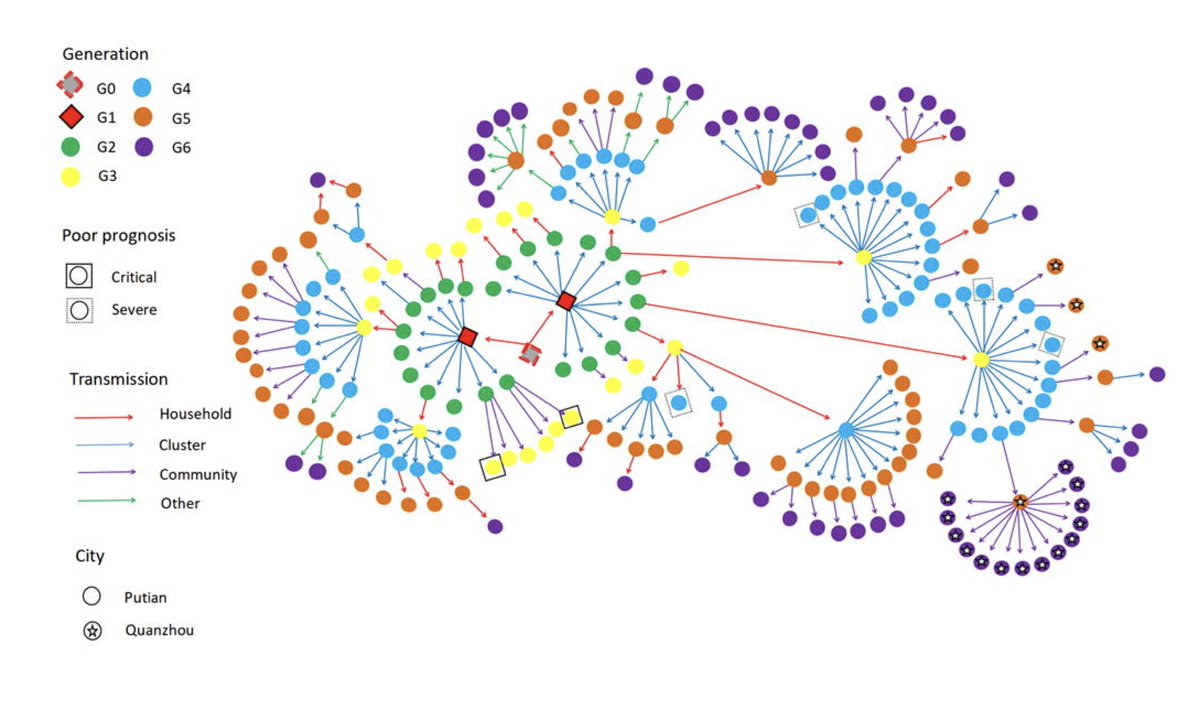 Generation
G0 G4
G1 G5
G2 G6
G3
Poor prognosis
Critical
Severe
Transmission
Household
Cluster
Community
Other
City
Putian
Quanzhou